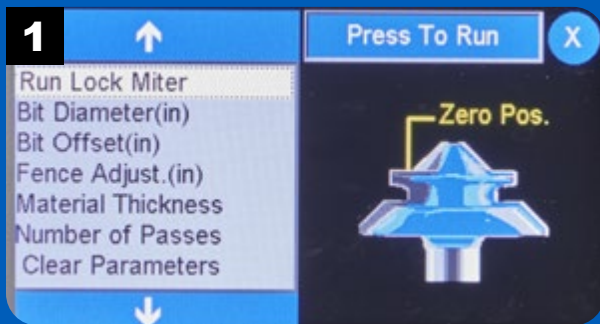 1
Run Lock Miter
Bit Diameter(in)
Bit Offset(in)
Fence Adjust.(in)
Material Thickness
Number of Passes
Clear Parameters
Press To Run
X
Zero Pos.